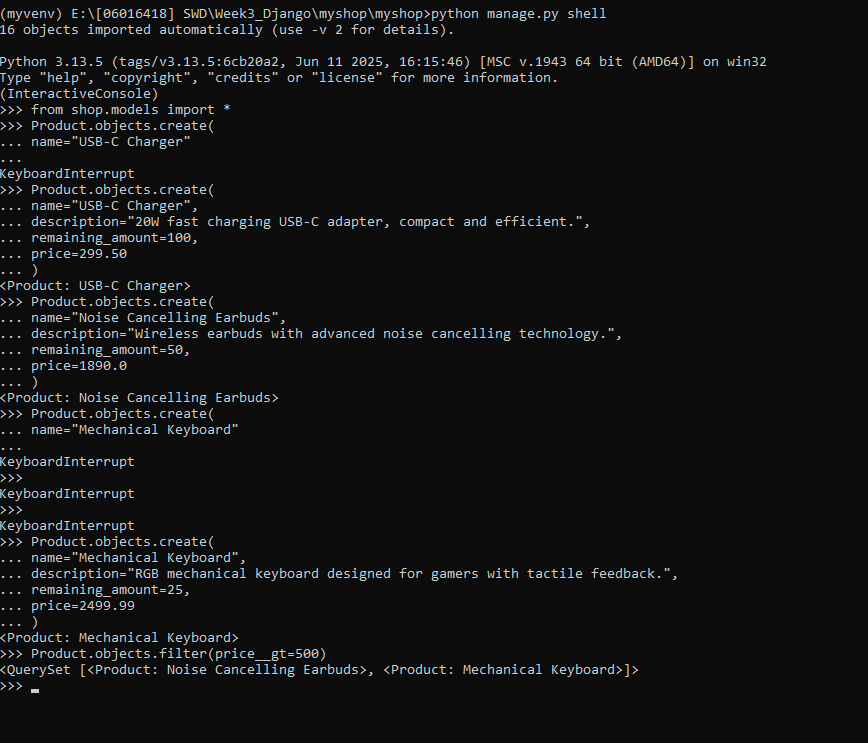 (myvenv) E:\[06016418] SWD\Week3_Django\myshop\myshop>python manage.py shell
16 objects imported automatically (use -v 2 for details).
Python 3.13.5 (tags/v3.13.5:6cb20a2, Jun 11 2025, 16:15:46) [MSC v.1943 64 bit (AMD64)] on win32
Type "help", "copyright", "credits" or "license" for more information.
(InteractiveConsole)
>>> from shop.models import *
>>> Product.objects.create(
... name="USB-C Charger"
...
KeyboardInterrupt
>>> Product.objects.create(
... name="USB-C Charger",
... description="20W fast charging USB-C adapter, compact and efficient.",
... remaining_amount=100,
... price=299.50
... )
<Product: USB-C Charger>
>>> Product.objects.create(
... name="Noise Cancelling Earbuds",
... description="Wireless earbuds with advanced noise cancelling technology.",
... remaining_amount=50,
... price=1890.0
... )
<Product: Noise Cancelling Earbuds>
>>> Product.objects.create(
... name="Mechanical Keyboard"
...
KeyboardInterrupt
>>>
KeyboardInterrupt
>>>
KeyboardInterrupt
>>> Product.objects.create(
... name="Mechanical Keyboard",
... description="RGB mechanical keyboard designed for gamers with tactile feedback.",
... remaining_amount=25,
... price=2499.99
... )
<Product: Mechanical Keyboard>
>>> Product.objects.filter(price__gt=500)
<QuerySet [<Product: Noise Cancelling Earbuds>, <Product: Mechanical Keyboard>]>
>>>